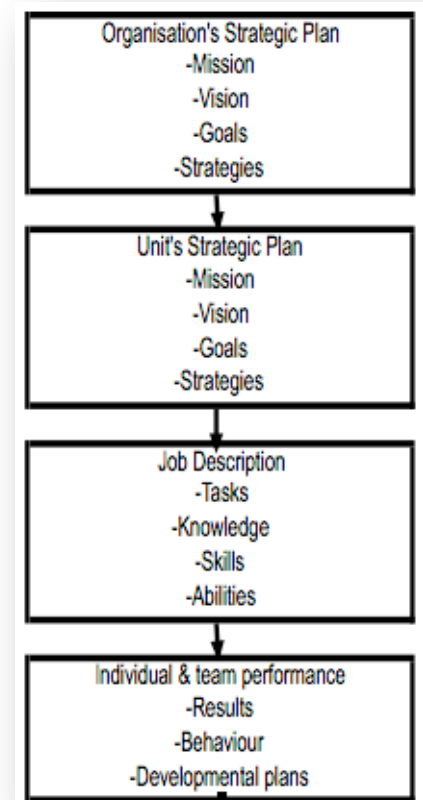 Organisation's Strategic Plan
-Mission
-Vision
-Goals
-Strategies
Unit's Strategic Plan
-Mission
-Vision
-Goals
-Strategies
Job Description
-Tasks
-Knowledge
-Skills
-Abilities
Individual & team performance
-Results
-Behaviour
-Developmental plans